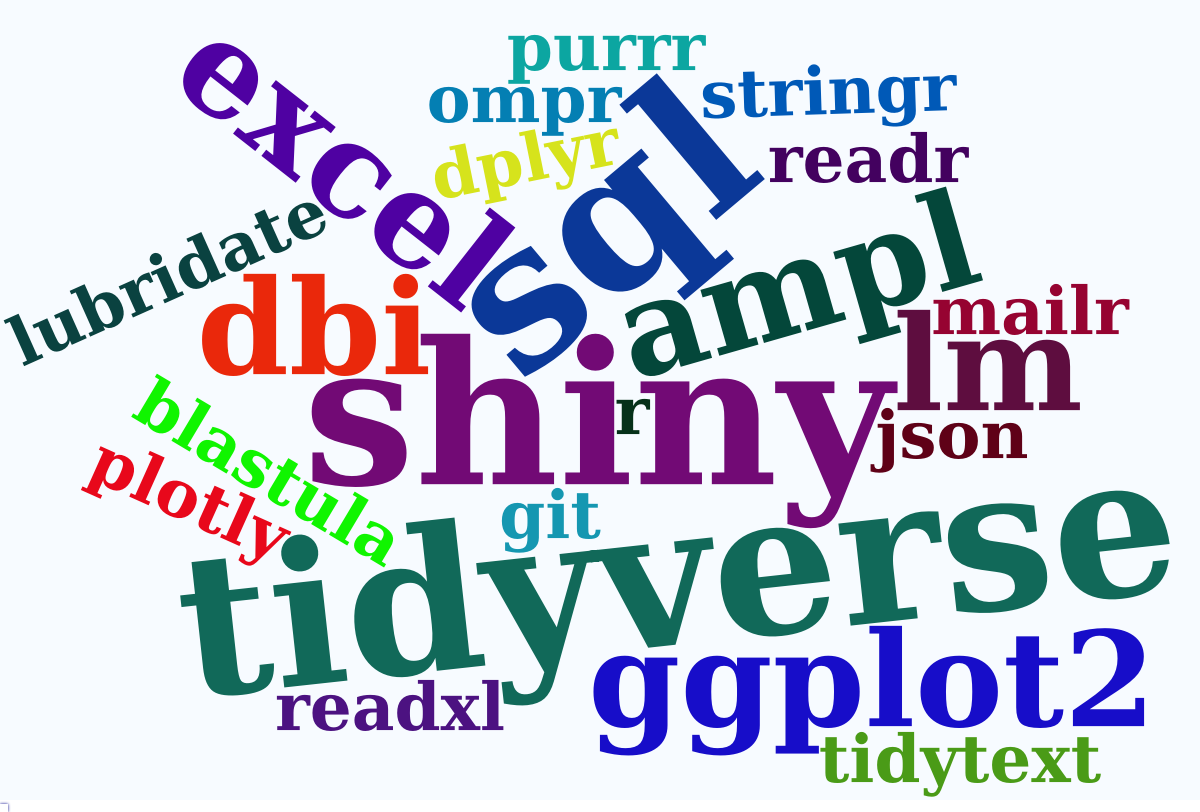 purrr
excel
ompr
stringr
dplyr
sql
readr
lubridate
ampl
dbi
mailr
lm
shiny
r
json
blastula
plotly
git
tidyverse
ggplot2
readxl
tidytext